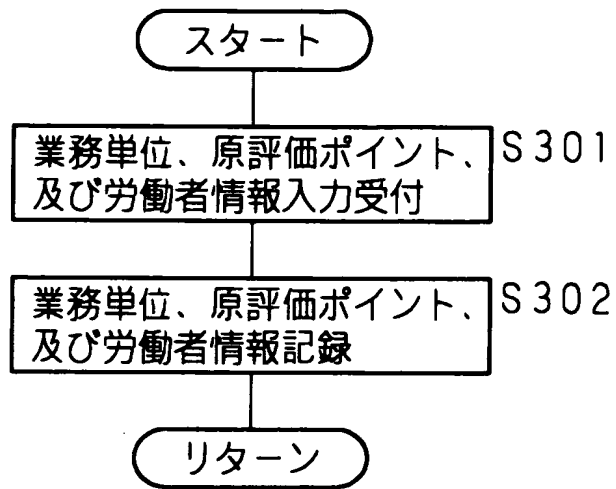 スタート
業務単位、原評価ポイント、
及び労働者情報入力受付
S301
業務単位、原評価ポイント、
及び労働者情報記録
S302
リターン